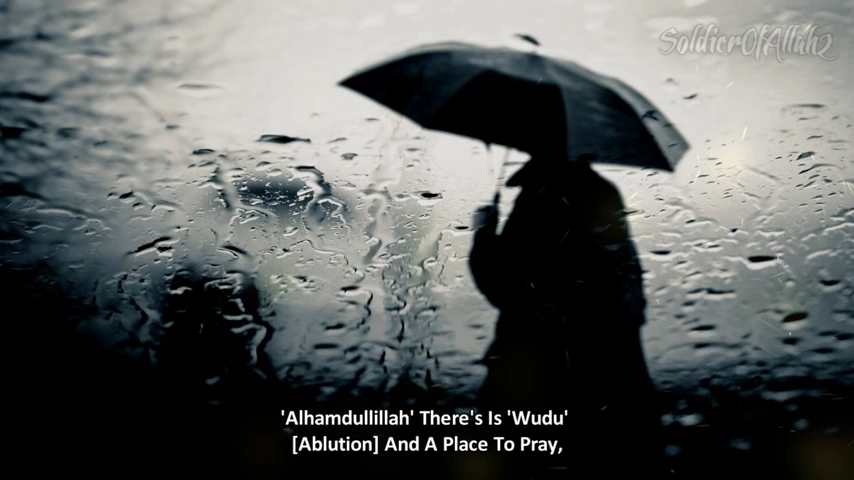 SoldierOfAllah2
'Alhamdullillah' There's Is 'Wudu'
[Ablution] And A Place To Pray,